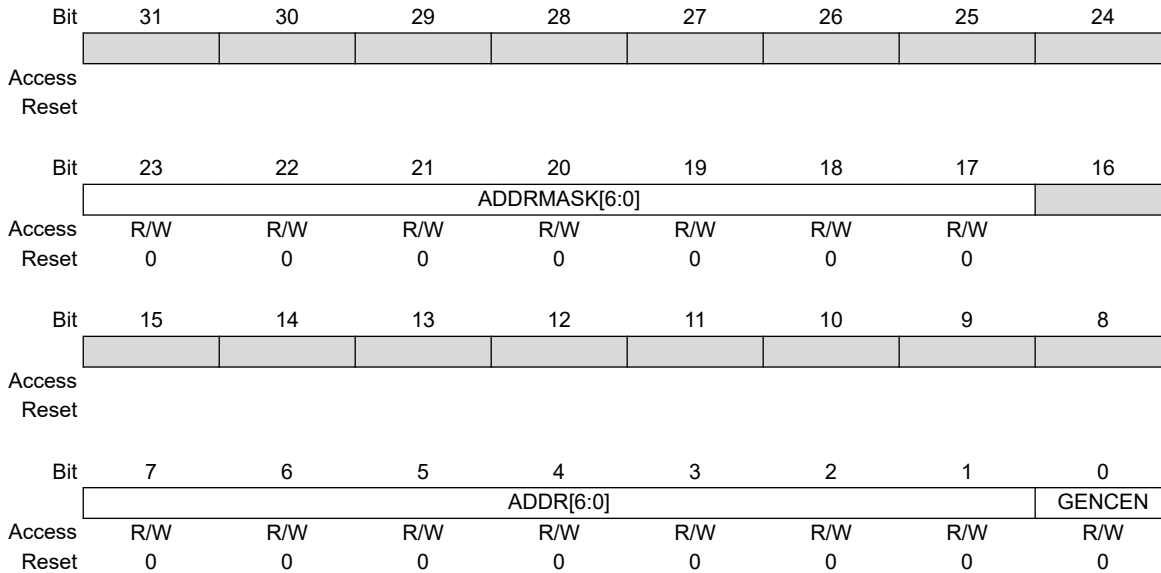 Bit 31 30 29 28 27 26 25 24
Access
Reset
Bit 23 22 21 20 19 18 17 16
ADDRMASK[6:0]
Access R/W R/W R/W R/W R/W R/W R/W
Reset 0 0 0 0 0 0 0
Bit 15 14 13 12 11 10 9 8
Access
Reset
Bit 7 6 5 4 3 2 1 0
ADDR[6:0] GENCEN
Access R/W R/W R/W R/W R/W R/W R/W R/W
Reset 0 0 0 0 0 0 0 0